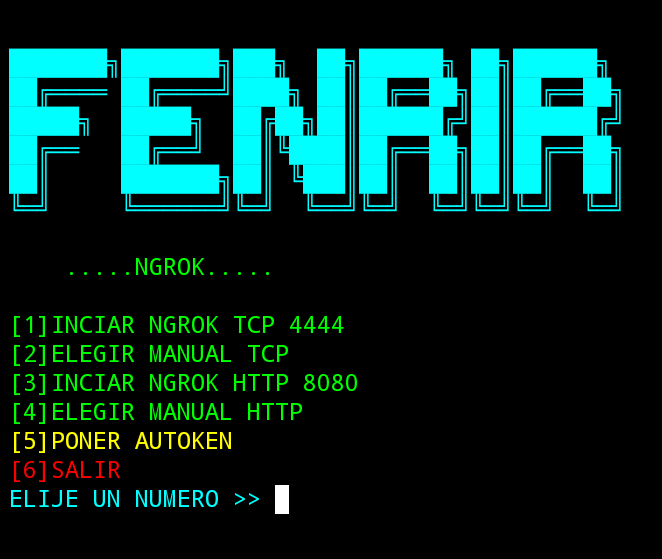 FENRIR
.....NGROK.....
[1]INCIAR NGROK TCP 4444
[2]ELEGIR MANUAL TCP
[3]INCIAR NGROK HTTP 8080
[4]ELEGIR MANUAL HTTP
[5]PONER AUTOKEN
[6]SALIR
ELIJE UN NUMERO >>